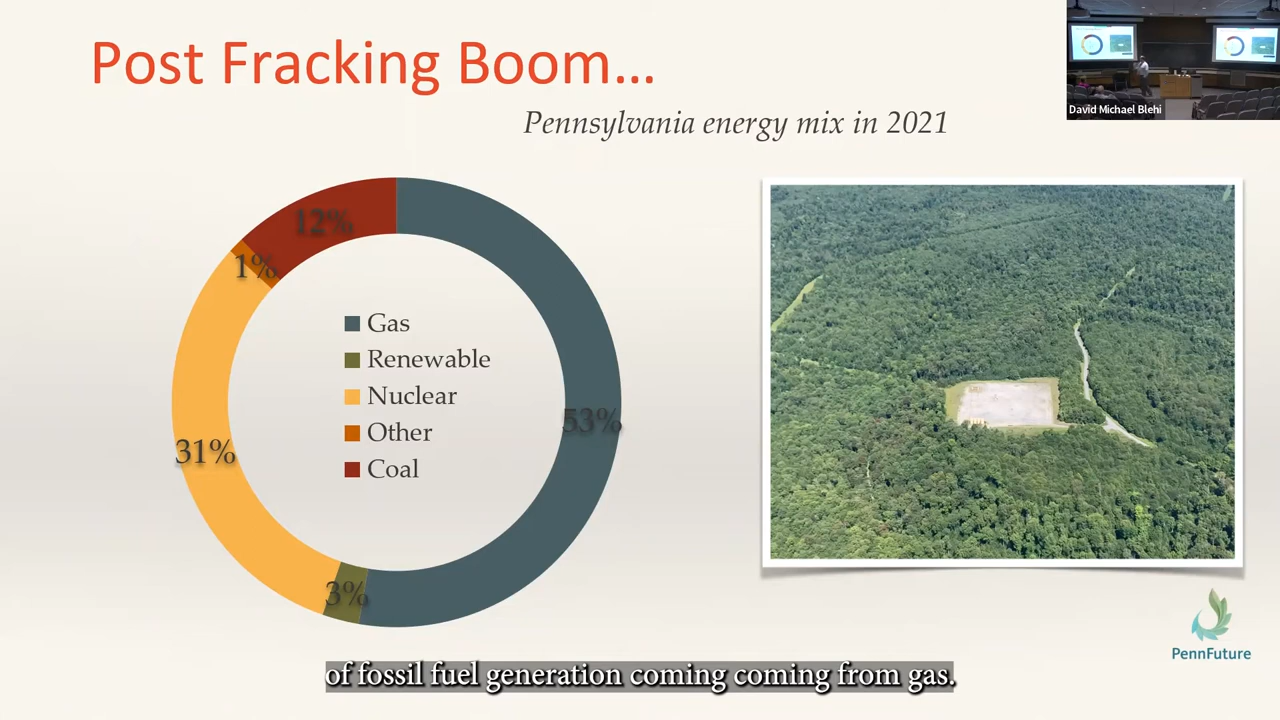 Post Fracking Boom...
David Michael Blehi
Pennsylvania energy mix in 2021
12%
1%
Gas
Renewable
Nuclear
Other
Coal
53%
31%
3%
PennFuture
of fossil fuel generation coming coming from gas.